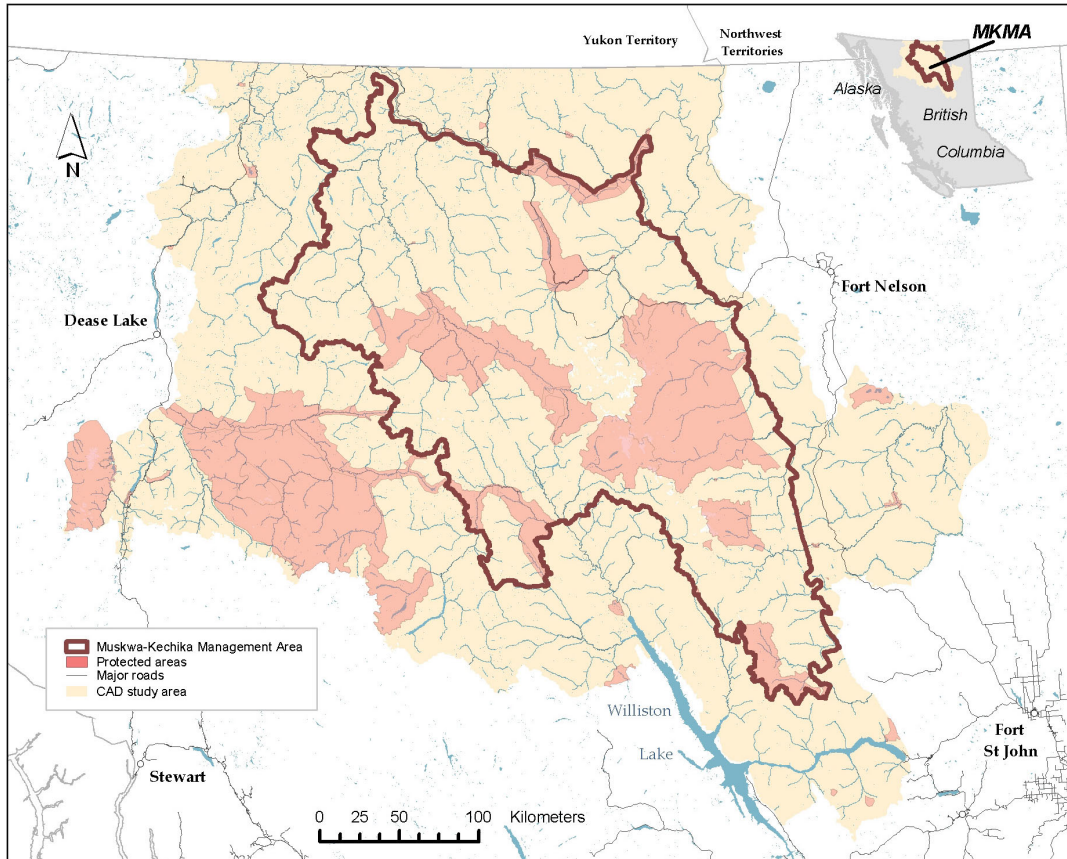 Yukon Territory
Northwest
Territories
MKMA
Alaska
British
Columbia
N
Fort Nelson
Dease Lake
Muskwa-Kechika Management Area
Protected areas
Major roads
CAD study area
Williston
Lake
Fort
St John
Stewart
0 25 50 100 Kilometers